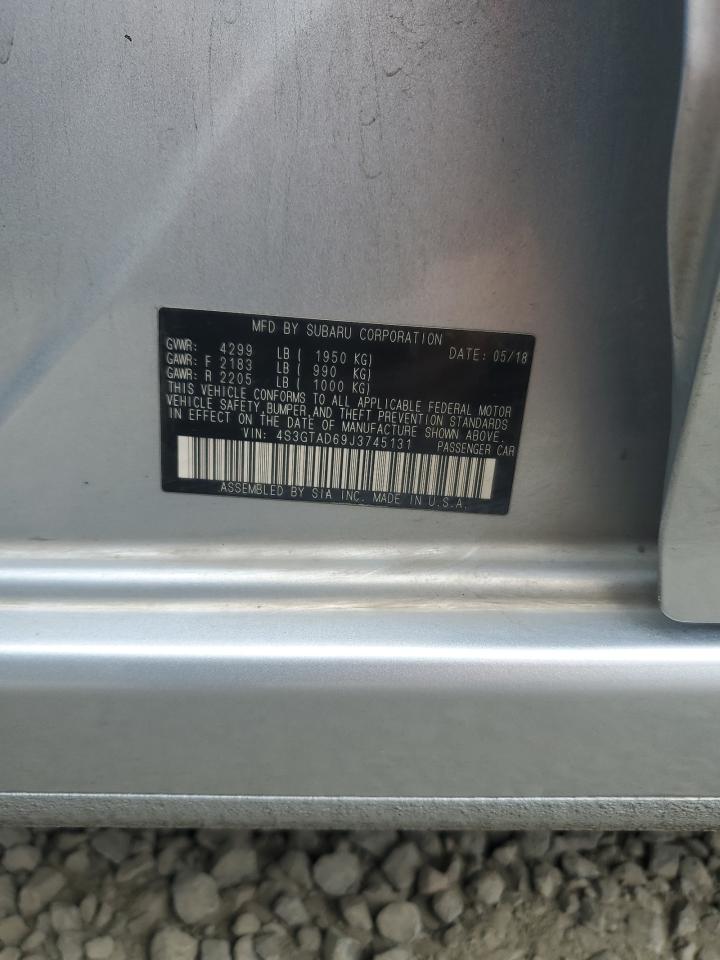 MFD BY SUBARU CORPORATION
GVWR: 4299 LB ( 1950 KG) DATE: 05/18
GAWR: F 2183 LB ( 990 KG)
GAWR: R 2205 LB ( 1000 KG)
THIS VEHICLE CONFORMS TO ALL APPLICABLE FEDERAL MOTOR
VEHICLE SAFETY, BUMPER, AND THEFT PREVENTION STANDARDS
IN EFFECT ON THE DATE OF MANUFACTURE SHOWN ABOVE.
VIN: 4S3GTAD69J3745131 PASSENGER CAR
ASSEMBLED BY SIA INC. MADE IN U.S.A.